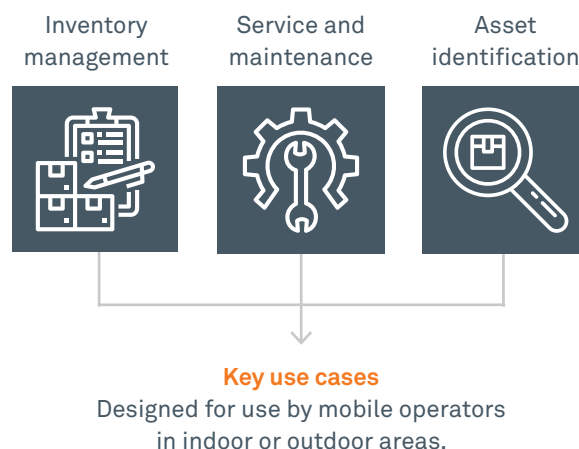 Inventory
management
Service and
maintenance
Asset
identification
Key use cases
Designed for use by mobile operators
in indoor or outdoor areas.